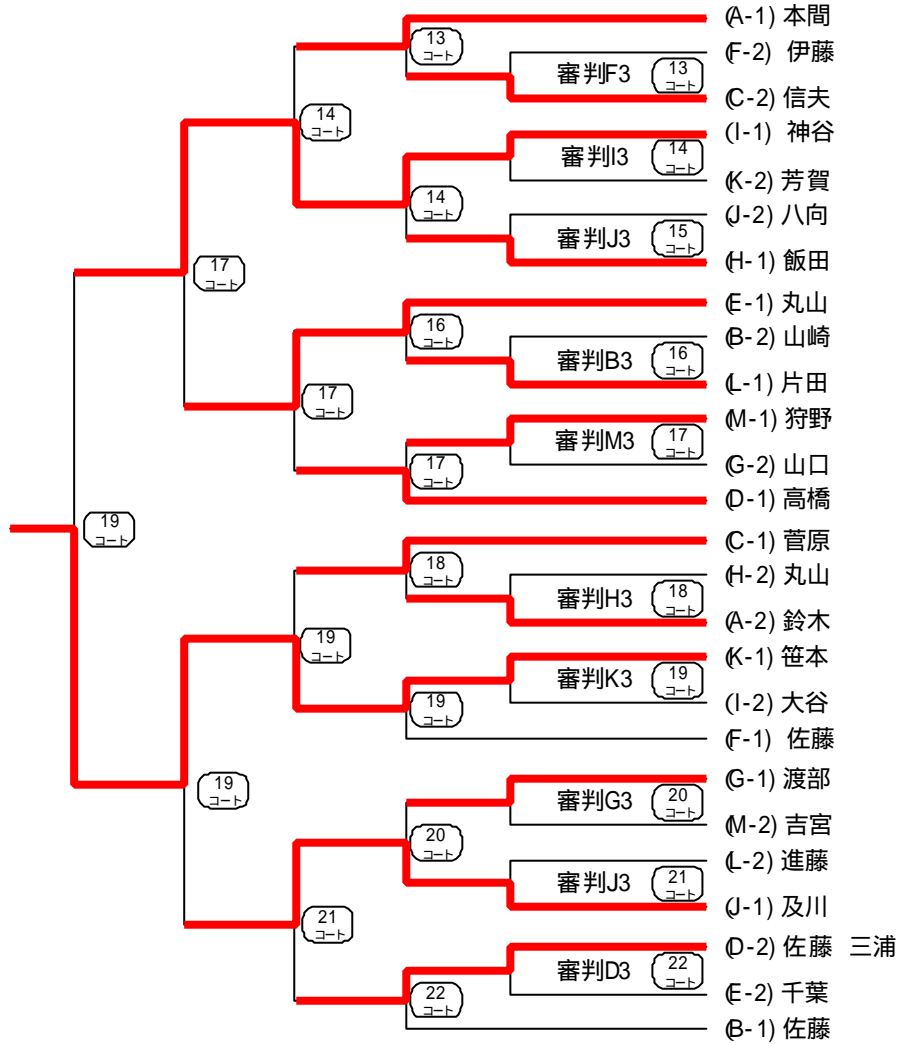 (A-1) 本間
13
コート
(F-2) 伊藤
審判F3
13
コート
(C-2) 信夫
14
コート
(I-1) 神谷
審判I3
14
コート
(K-2) 芳賀
14
コート
(J-2) 八向
審判J3
15
コート
(H-1) 飯田
17
コート
(E-1) 丸山
16
コート
(B-2) 山崎
審判B3
16
コート
(L-1) 片田
17
コート
(M-1) 狩野
審判M3
17
コート
(G-2) 山口
17
コート
(D-1) 高橋
19
コート
(C-1) 菅原
18
コート
(H-2) 丸山
審判H3
18
コート
(A-2) 鈴木
19
コート
(K-1) 笹本
審判K3
19
コート
(I-2) 大谷
19
コート
(F-1) 佐藤
19
コート
(G-1) 渡部
審判G3
20
コート
(M-2) 吉宮
20
コート
(L-2) 進藤
審判J3
21
コート
(J-1) 及川
21
コート
(D-2) 佐藤 三浦
審判D3
22
コート
(E-2) 千葉
22
コート
(B-1) 佐藤